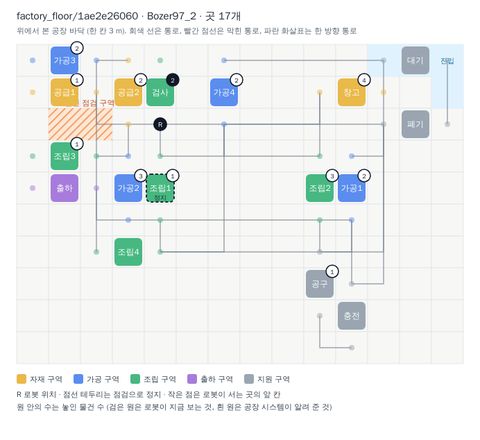 factory_floor/1ae2e26060 · Bozer97_2 · 곳 17개
위에서 본 공장 바닥 (한 칸 3 m). 회색 선은 통로, 빨간 점선은 막힌 통로, 파란 화살표는 한 방향 통로
가공3 2
대기
진입
공급1 1
공급2 2
검사 2
가공4 2
창고 4
점검 구역
R
폐기
조립3 1
출하
가공2 3
조립1 1
정지
조립2 3
가공1 2
조립4
공구 1
충전
자재 구역
가공 구역
조립 구역
출하 구역
지원 구역
R 로봇 위치 · 점선 테두리는 점검으로 정지 · 작은 점은 로봇이 서는 곳의 앞 칸
원 안의 수는 놓인 물건 수 (검은 원은 로봇이 지금 보는 것, 흰 원은 공장 시스템이 알려 준 것)